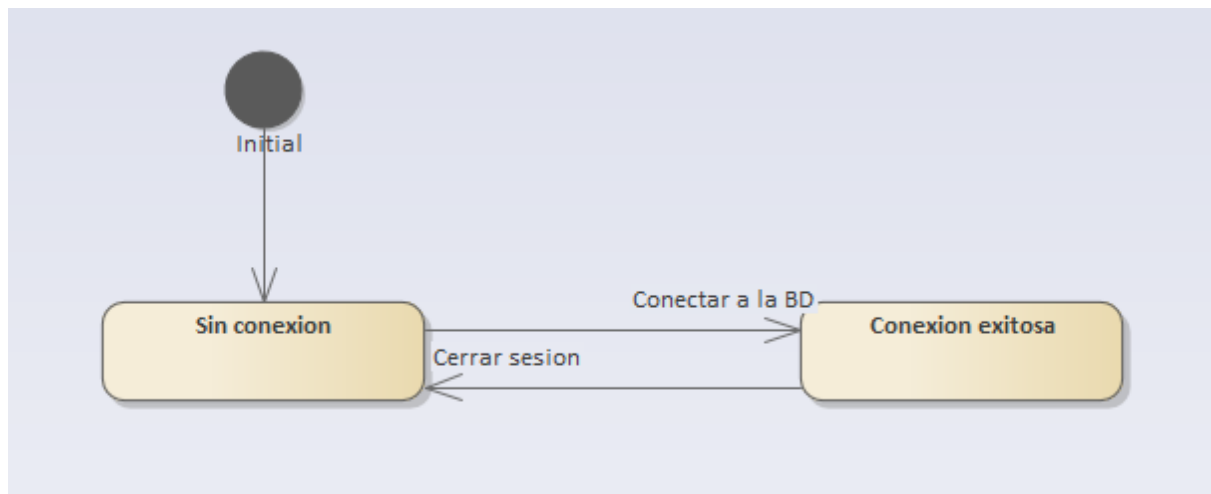 Initial
Conectar a la BD
Sin conexion
Conexion exitosa
Cerrar sesion